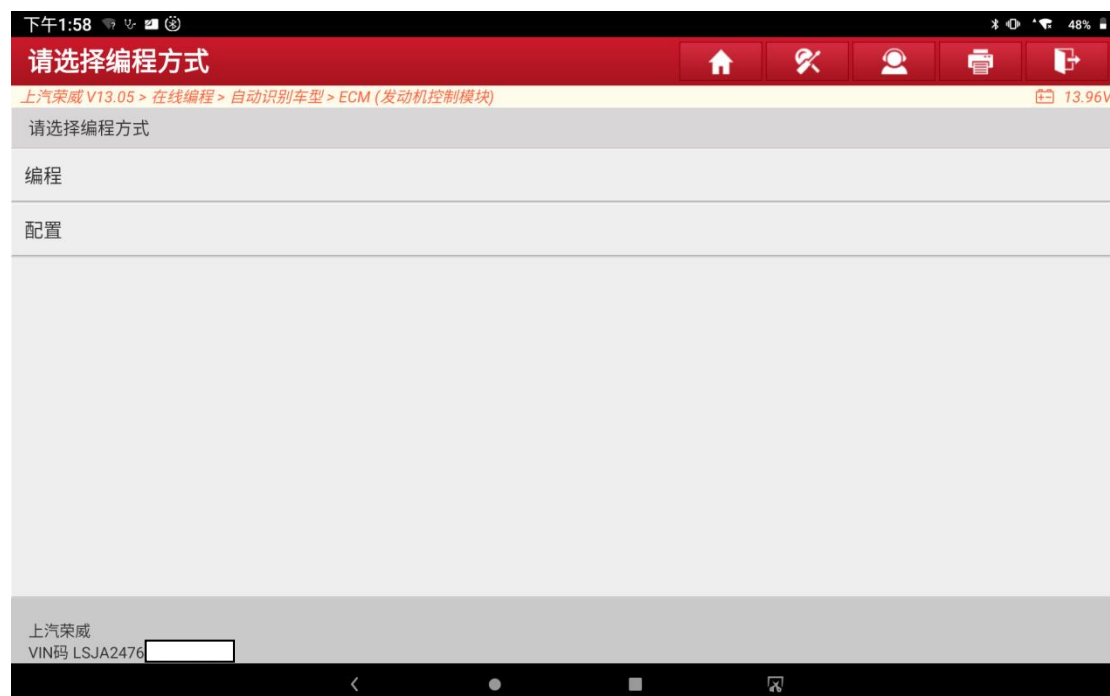 下午1:58
48%
请选择编程方式
上汽荣威 V13.05 > 在线编程 > 自动识别车型 > ECM (发动机控制模块)
13.96V
请选择编程方式
编程
配置
上汽荣威
VIN码 LSJA2476